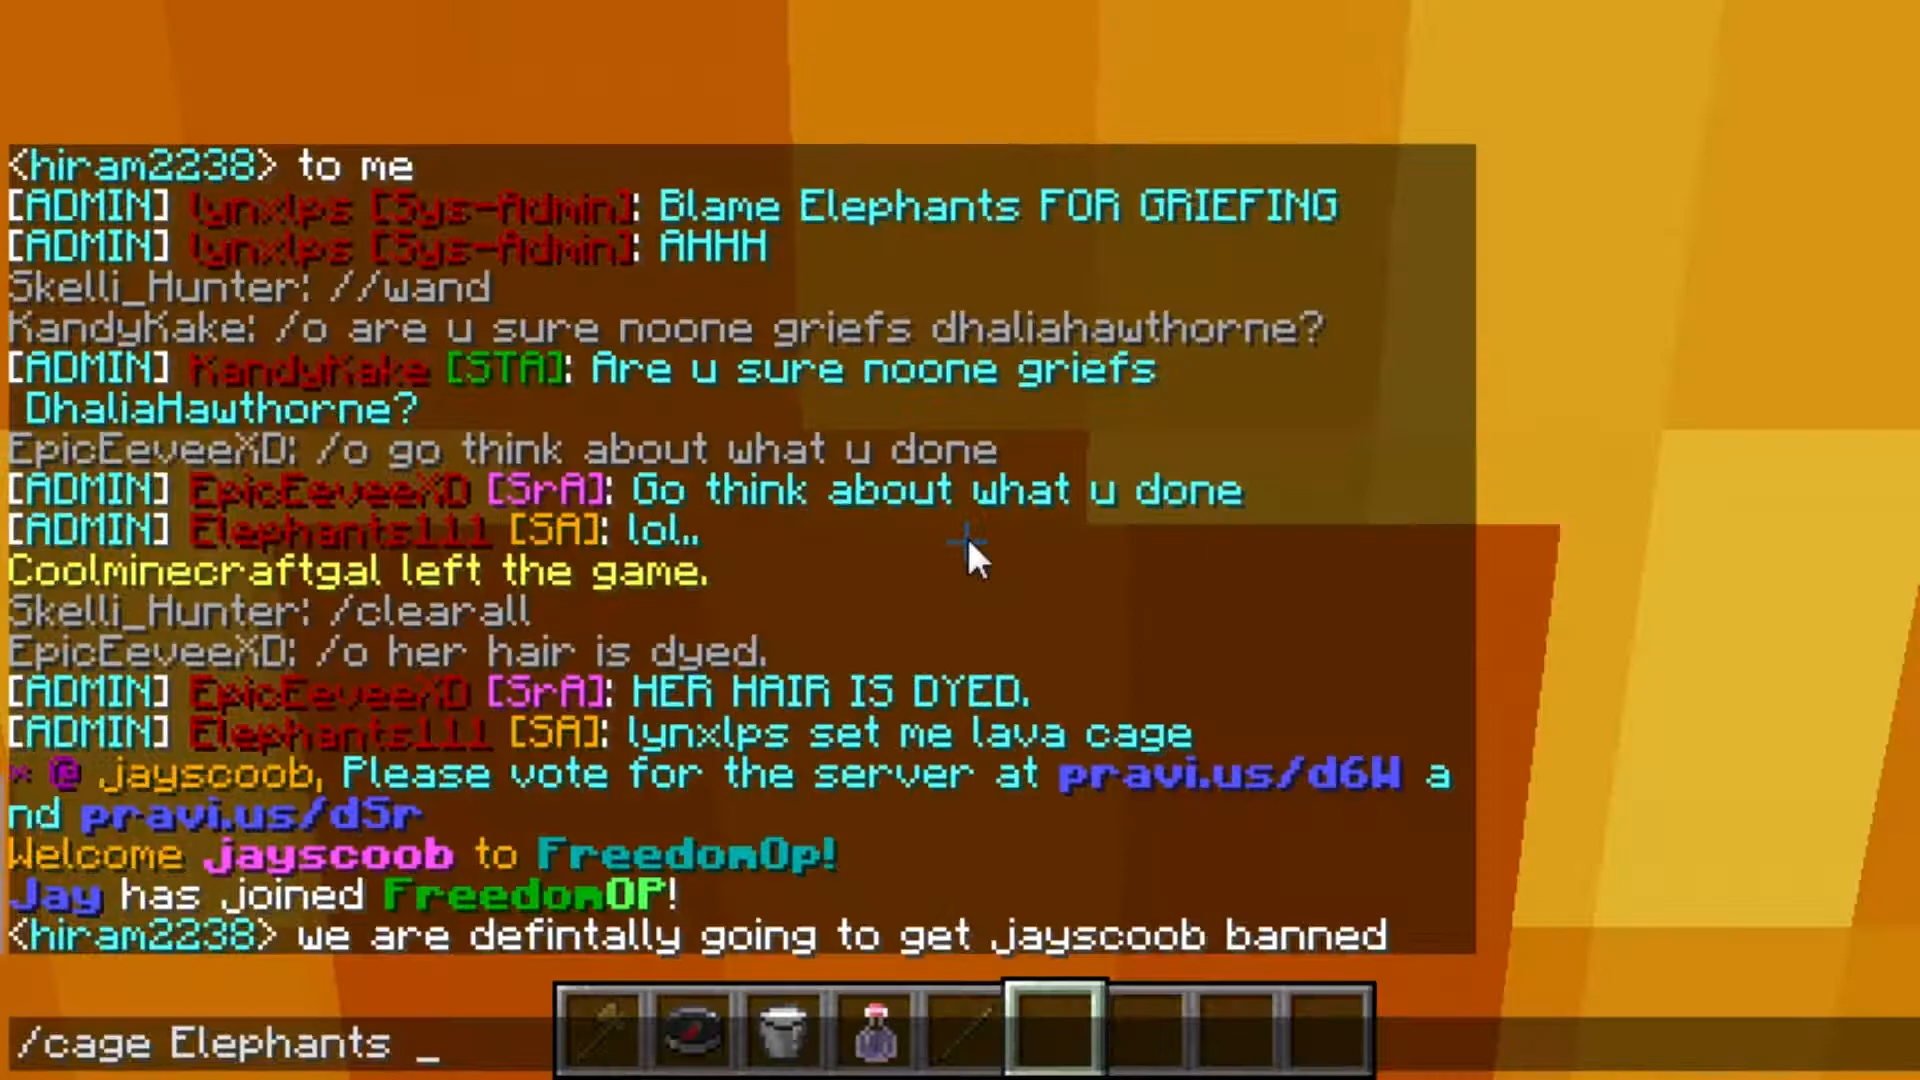 <hiram2238> to me
[ADMIN] lynxlps [Sys-Admin]: Blame Elephants FOR GRIEFING
[ADMIN] lynxlps [Sys-Admin]: AHHH
Skelli_Hunter: //wand
KandyKake: /o are u sure noone griefs dhaliahawthorne?
[ADMIN] KandyKake [STA]: Are u sure noone griefs
DhaliaHawthorne?
EpicEeveeXD: /o go think about what u done
[ADMIN] EpicEeveeXD [SrA]: Go think about what u done
[ADMIN] Elephants111 [SA]: lol..
Coolminecraftgal left the game.
Skelli_Hunter: /clearall
EpicEeveeXD: /o her hair is dyed.
[ADMIN] EpicEeveeXD [SrA]: HER HAIR IS DYED.
[ADMIN] Elephants111 [SA]: lynxlps set me lava cage
× @ jayscoob, Please vote for the server at pravi.us/d6W a
nd pravi.us/d5r
Welcome jayscoob to FreedomOp!
Jay has joined FreedomOP!
<hiram2238> we are defintally going to get jayscoob banned
/cage Elephants _